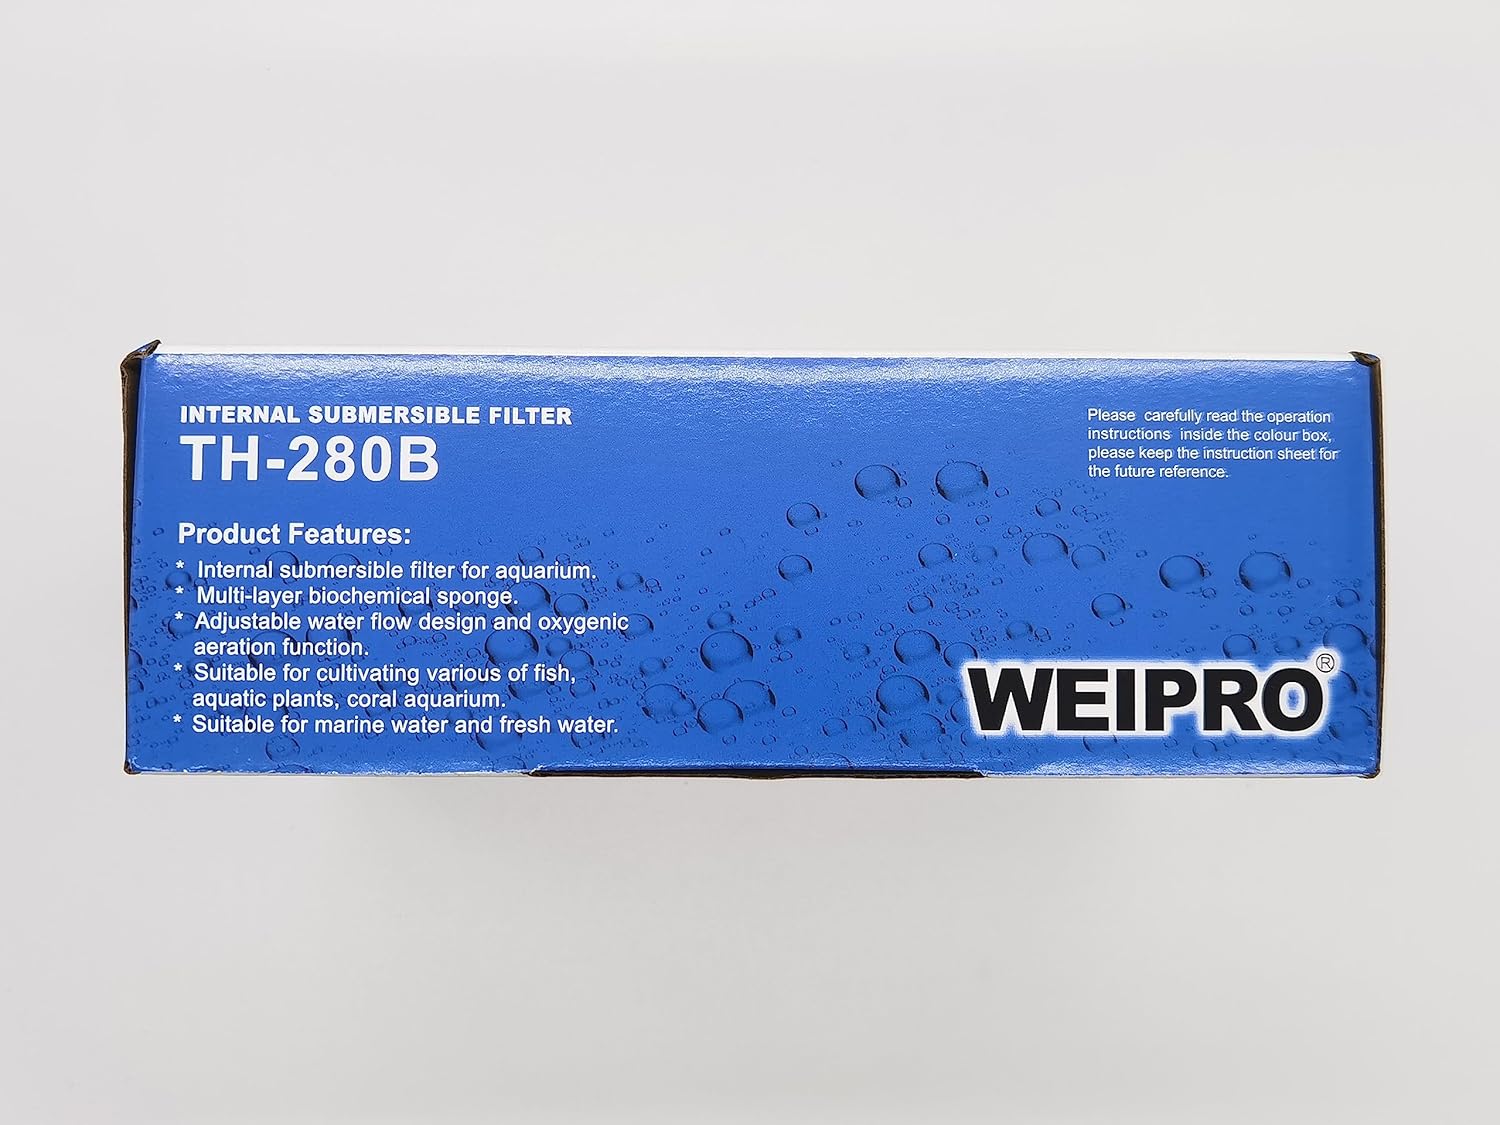 INTERNAL SUBMERSIBLE FILTER
TH-280B
Product Features:
* Internal submersible filter for aquarium.
* Multi-layer biochemical sponge.
* Adjustable water flow design and oxygenic
aeration function.
* Suitable for cultivating various of fish,
aquatic plants, coral aquarium.
* Suitable for marine water and fresh water.
Please carefully read the operation
instructions inside the colour box,
please keep the instruction sheet for
the future reference.
WEIPRO®